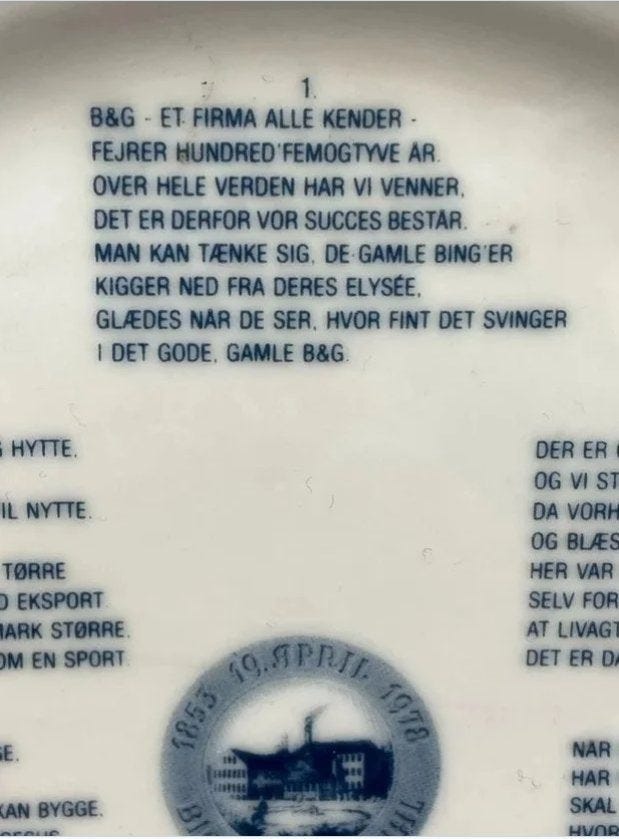 1.
B&G - ET FIRMA ALLE KENDER -
FEJRER HUNDRED'FEMOGTYVE ÅR.
OVER HELE VERDEN HAR VI VENNER,
DET ER DERFOR VOR SUCCES BESTÅR.
MAN KAN TÆNKE SIG, DE GAMLE BING'ER
KIGGER NED FRA DERES ELYSÉE,
GLÆDES NÅR DE SER, HVOR FINT DET SVINGER
I DET GODE, GAMLE B&G.
HYTTE.
IL NYTTE.
TØRRE
EKSPORT
MARK STØRRE.
OM EN SPORT
GE.
KAN BYGGE.
DER ER
OG VI ST
DA VORH
OG BLÆS
HER VAR
SELV FOR
AT LIVAGT
DET ER DA
NÅR
HAR
SKAL
HVOR
1853 19. APRIL 1978